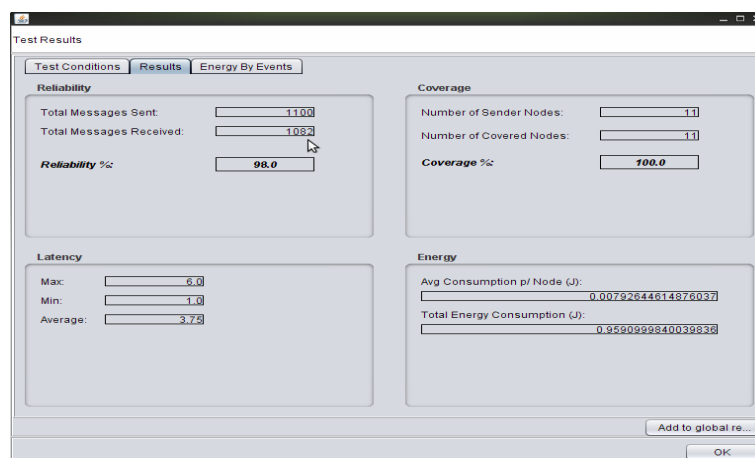 Test Results
Test Conditions Results Energy By Events
Reliability
Total Messages Sent: 1100
Total Messages Received: 1082
Reliability %: 98.0
Coverage
Number of Sender Nodes: 11
Number of Covered Nodes: 11
Coverage %: 100.0
Latency
Max: 6.0
Min: 1.0
Average: 3.75
Energy
Avg Consumption p/ Node (J):
0.00792644614876037
Total Energy Consumption (J):
0.9590999840039836
Add to global re...
OK